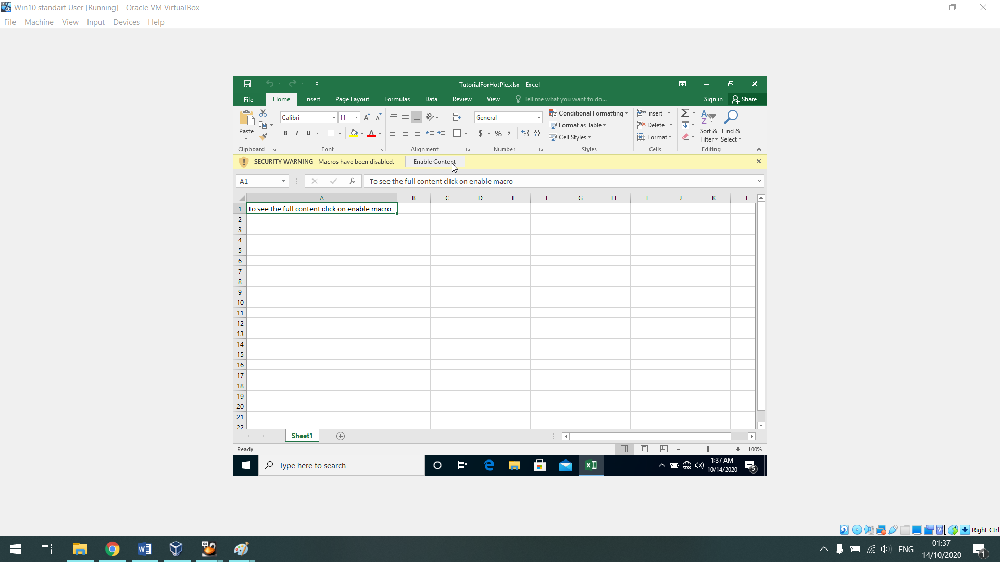 Win10 standart User [Running] - Oracle VM VirtualBox
File Machine View Input Devices Help
TutorialForHotPie.xlsx - Excel
File Home Insert Page Layout Formulas Data Review View Tell me what you want to do... Sign in Share
Calibri 11 General Conditional Formatting Insert
Format as Table Delete
Paste B I U A $ % , Cell Styles Format Sort & Filter Find & Select
Clipboard Font Alignment Number Styles Cells Editing
SECURITY WARNING Macros have been disabled. Enable Content
A1 fx To see the full content click on enable macro
A B C D E F G H I J K L
1 To see the full content click on enable macro
2
3
4
5
6
7
8
9
10
11
12
13
14
15
16
17
18
19
20
21
22
Sheet1
Ready 100%
Type here to search 1:37 AM
10/14/2020 5
Right Ctrl
ENG 01:37
14/10/2020 1